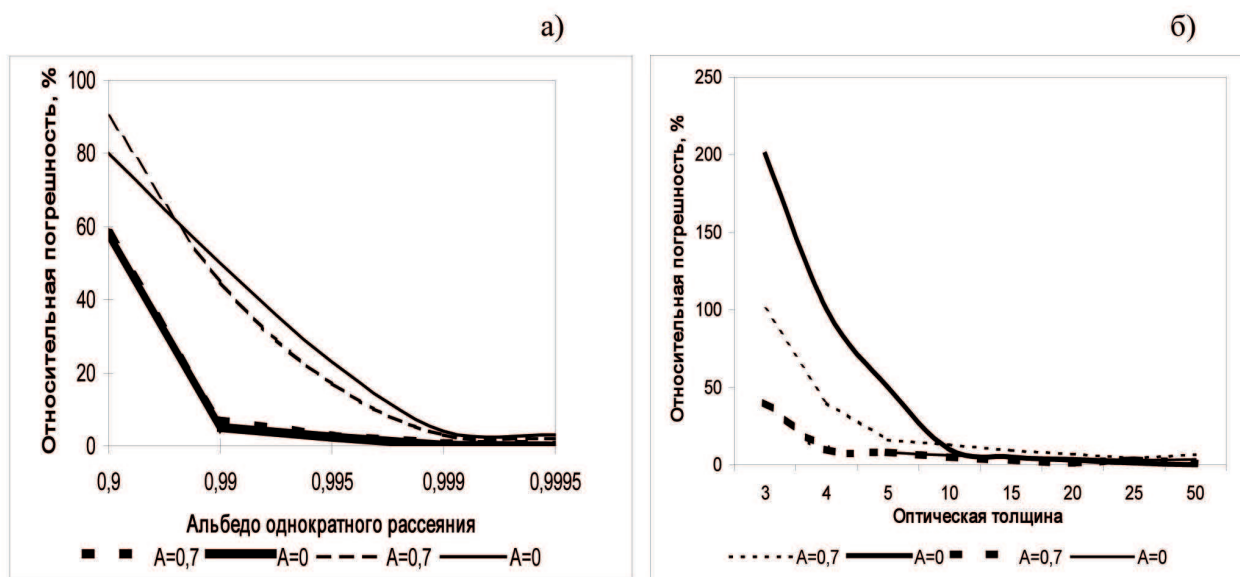 а)
б)
Относительная погрешность, %
100
80
60
40
20
0
0,9 0,99 0,995 0,999 0,9995
Альбедо однократного рассеяния
A=0,7 A=0 A=0,7 A=0
Относительная погрешность, %
250
200
150
100
50
0
3 4 5 10 15 20 25 50
Оптическая толщина
A=0,7 A=0 A=0,7 A=0